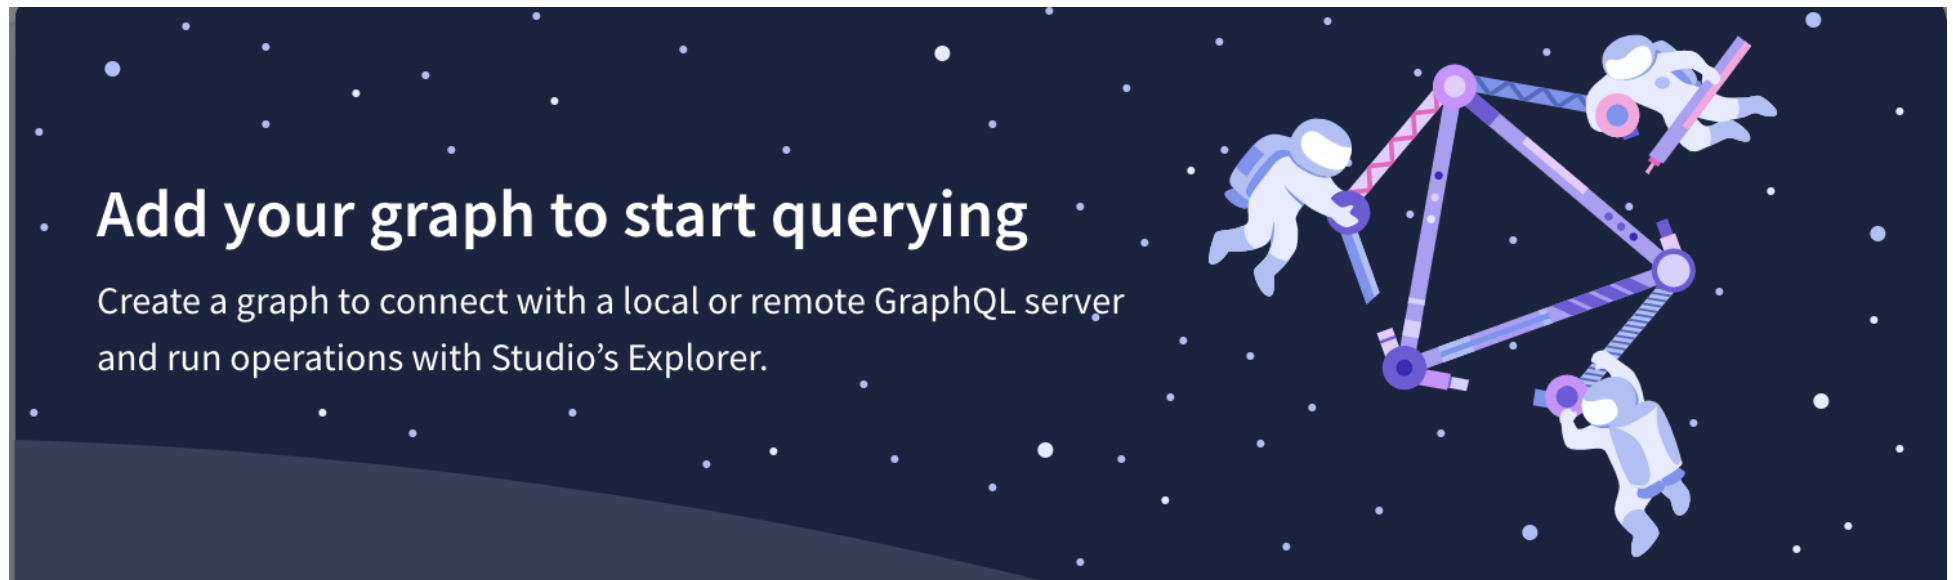 Add your graph to start querying
Create a graph to connect with a local or remote GraphQL server
and run operations with Studio’s Explorer.